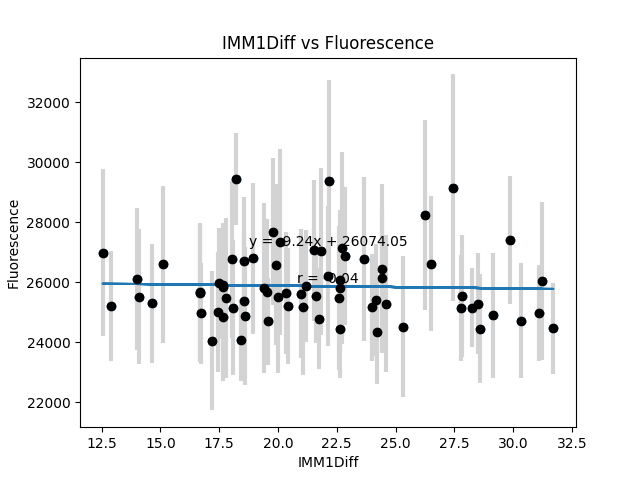 IMM1Diff vs Fluorescence
Fluorescence
32000
30000
28000
26000
24000
22000
y = -9.24x + 26074.05
r = -0.04
12.5 15.0 17.5 20.0 22.5 25.0 27.5 30.0 32.5
IMM1Diff